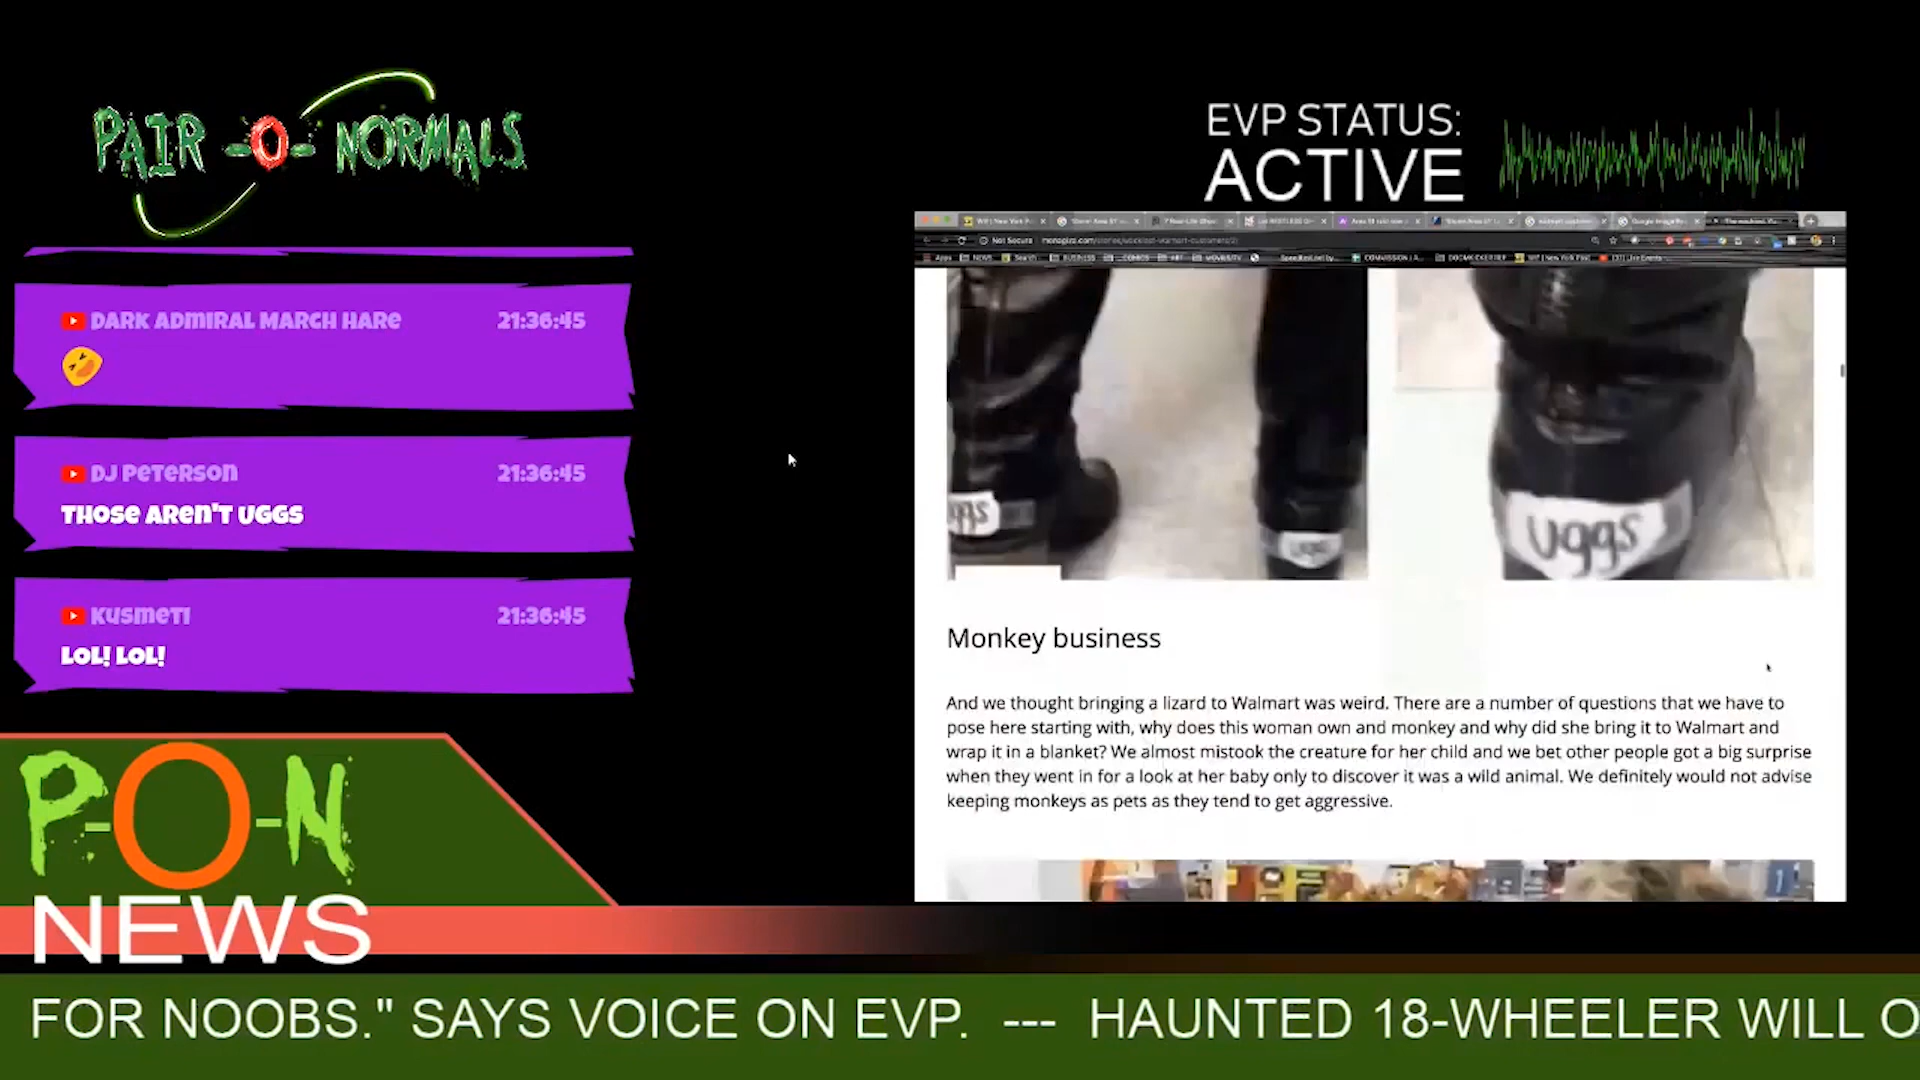 PAIR -O- NORMALS
EVP STATUS:
ACTIVE
DARK ADMIRAL MARCH HARE 21:36:45
DJ Peterson 21:36:45
THOSE AREN'T UGGS
Kusmeti 21:36:45
LOL! LOL!
Not Secure
Apps
NEWS
Search
uggs
uggs
Monkey business
And we thought bringing a lizard to Walmart was weird. There are a number of questions that we have to
pose here starting with, why does this woman own and monkey and why did she bring it to Walmart and
wrap it in a blanket? We almost mistook the creature for her child and we bet other people got a big surprise
when they went in for a look at her baby only to discover it was a wild animal. We definitely would not advise
keeping monkeys as pets as they tend to get aggressive.
P-O-N
NEWS
FOR NOOBS." SAYS VOICE ON EVP. --- HAUNTED 18-WHEELER WILL O